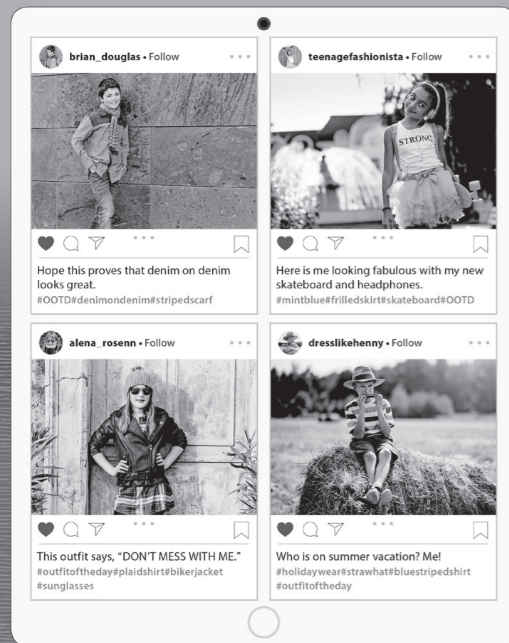 brian_douglas • Follow
Hope this proves that denim on denim
looks great.
#OOTD#denimondenim#stripedscarf
teenagefashionista • Follow
STRONG
Here is me looking fabulous with my new
skateboard and headphones.
#mintblue#frilledskirt#skateboard#OOTD
alena_rosenn • Follow
This outfit says, “DON’T MESS WITH ME.”
#outfitoftheday#plaidshirt#bikerjacket
#sunglasses
dresslikehenny • Follow
Who is on summer vacation? Me!
#holidaywear#strawhat#bluestripedshirt
#outfitoftheday